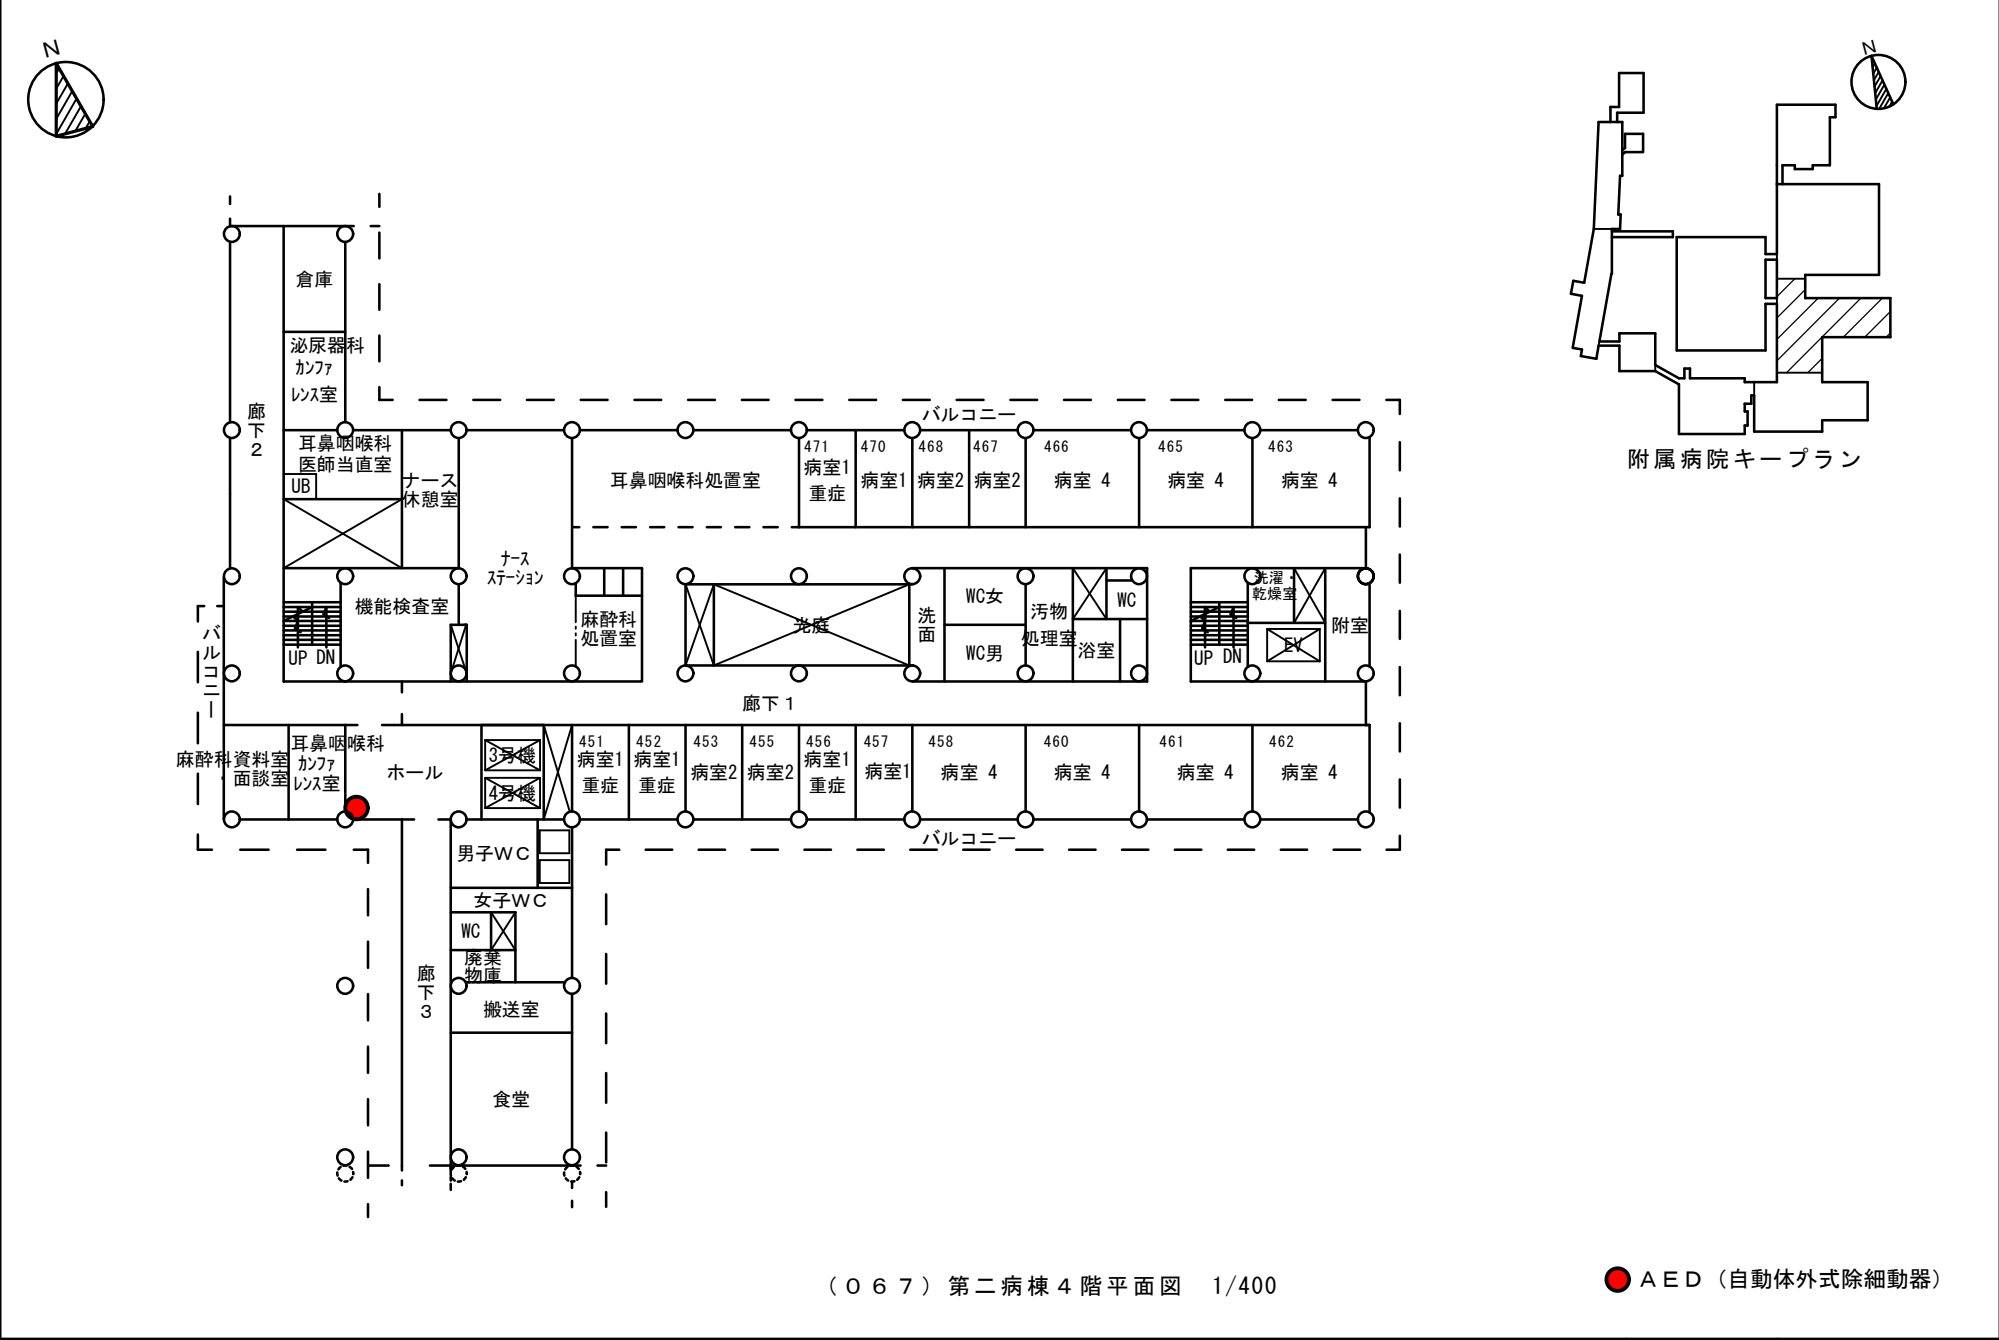 N
N
附属病院キープラン
倉庫
泌尿器科
ｶﾝﾌｧ
ﾚﾝｽ室
廊
下
2
耳鼻咽喉科
医師当直室
UB
ナース
休憩室
ﾅｰｽ
ｽﾃｰｼｮﾝ
耳鼻咽喉科処置室
バルコニー
471
病室1
重症
470
病室1
468
病室2
467
病室2
466
病室 4
465
病室 4
463
病室 4
機能検査室
UP DN
麻酔科
処置室
光庭
洗
面
WC女
WC男
汚物
処理室
WC
浴室
UP DN
洗濯・
乾燥室
EV
附室
バルコニー
廊下１
麻酔科資料室
・面談室
耳鼻咽喉科
ｶﾝﾌｧ
ﾚﾝｽ室
ホール
3号機
4号機
451
病室1
重症
452
病室1
重症
453
病室2
455
病室2
456
病室1
重症
457
病室1
458
病室 4
460
病室 4
461
病室 4
462
病室 4
バルコニー
男子ＷＣ
女子ＷＣ
WC
廃棄
物庫
廊
下
3
搬送室
食堂
（０６７）第二病棟４階平面図　1/400
ＡＥＤ（自動体外式除細動器）